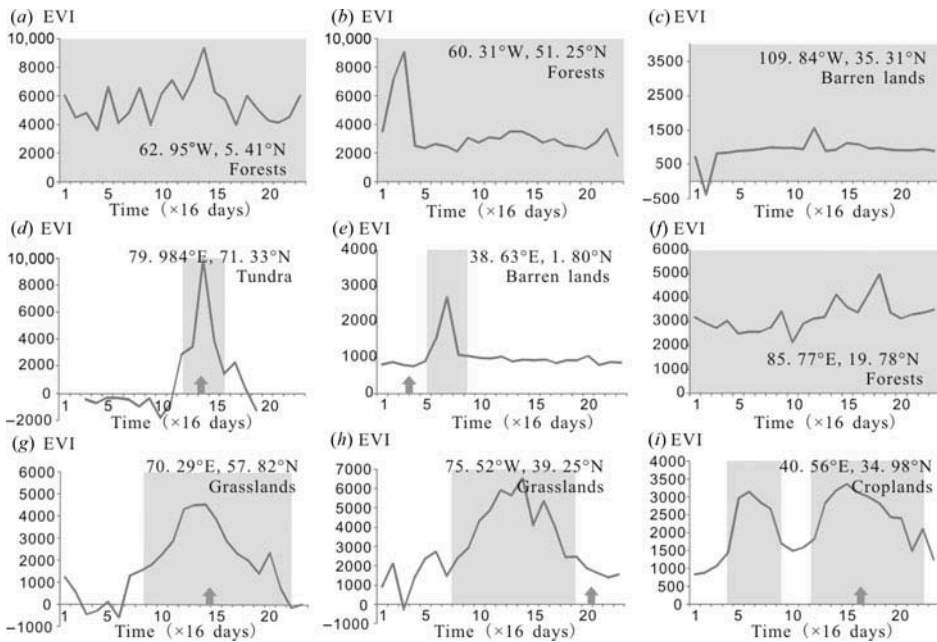 (a) EVI
10,000
8000
6000
4000
2000
0
62. 95°W, 5. 41°N
Forests
1 5 10 15 20
Time (×16 days)
(b) EVI
10,000
8000
6000
4000
2000
0
60. 31°W, 51. 25°N
Forests
1 5 10 15 20
Time (×16 days)
(c) EVI
3500
2500
1500
500
−500
109. 84°W, 35. 31°N
Barren lands
1 5 10 15 20
Time (×16 days)
(d) EVI
10,000
8000
6000
4000
2000
0
−2000
79. 984°E, 71. 33°N
Tundra
1 5 10 15 20
Time (×16 days)
(e) EVI
4000
3000
2000
1000
0
38. 63°E, 1. 80°N
Barren lands
1 5 10 15 20
Time (×16 days)
(f) EVI
6000
5000
4000
3000
2000
1000
0
85. 77°E, 19. 78°N
Forests
1 5 10 15 20
Time (×16 days)
(g) EVI
6000
5000
4000
3000
2000
1000
0
−1000
70. 29°E, 57. 82°N
Grasslands
1 5 10 15 20
Time (×16 days)
(h) EVI
7000
6000
5000
4000
3000
2000
1000
0
−1000
75. 52°W, 39. 25°N
Grasslands
1 5 10 15 20
Time (×16 days)
(i) EVI
4000
3500
3000
2500
2000
1500
1000
500
0
40. 56°E, 34. 98°N
Croplands
1 5 10 15 20
Time (×16 days)